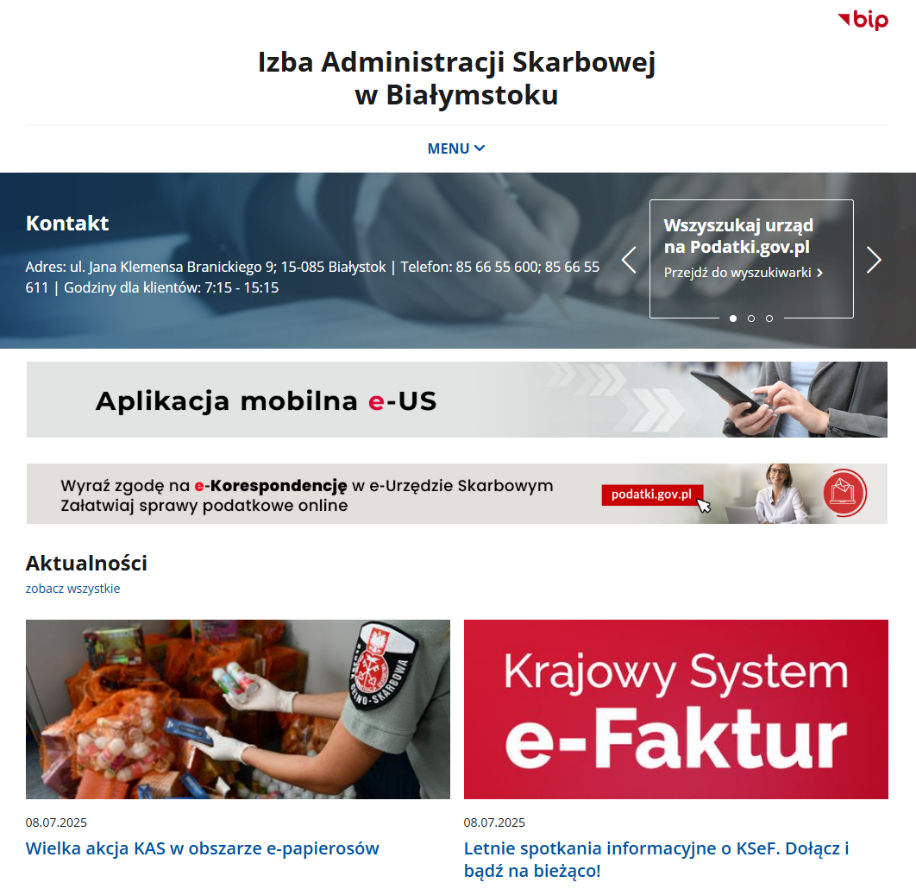 bip
Izba Administracji Skarbowej
w Białymstoku
MENU
Kontakt
Adres: ul. Jana Klemensa Branickiego 9; 15-085 Białystok | Telefon: 85 66 55 600; 85 66 55
611 | Godziny dla klientów: 7:15 - 15:15
Wszyszukaj urząd
na Podatki.gov.pl
Przejdź do wyszukiwarki
Aplikacja mobilna e-US
Wyraź zgodę na e-Korespondencję w e-Urzędzie Skarbowym
Załatwiaj sprawy podatkowe online
podatki.gov.pl
Aktualności
zobacz wszystkie
Krajowy System
e-Faktur
08.07.2025
Wielka akcja KAS w obszarze e-papierosów
08.07.2025
Letnie spotkania informacyjne o KSeF. Dołącz i
bądź na bieżąco!